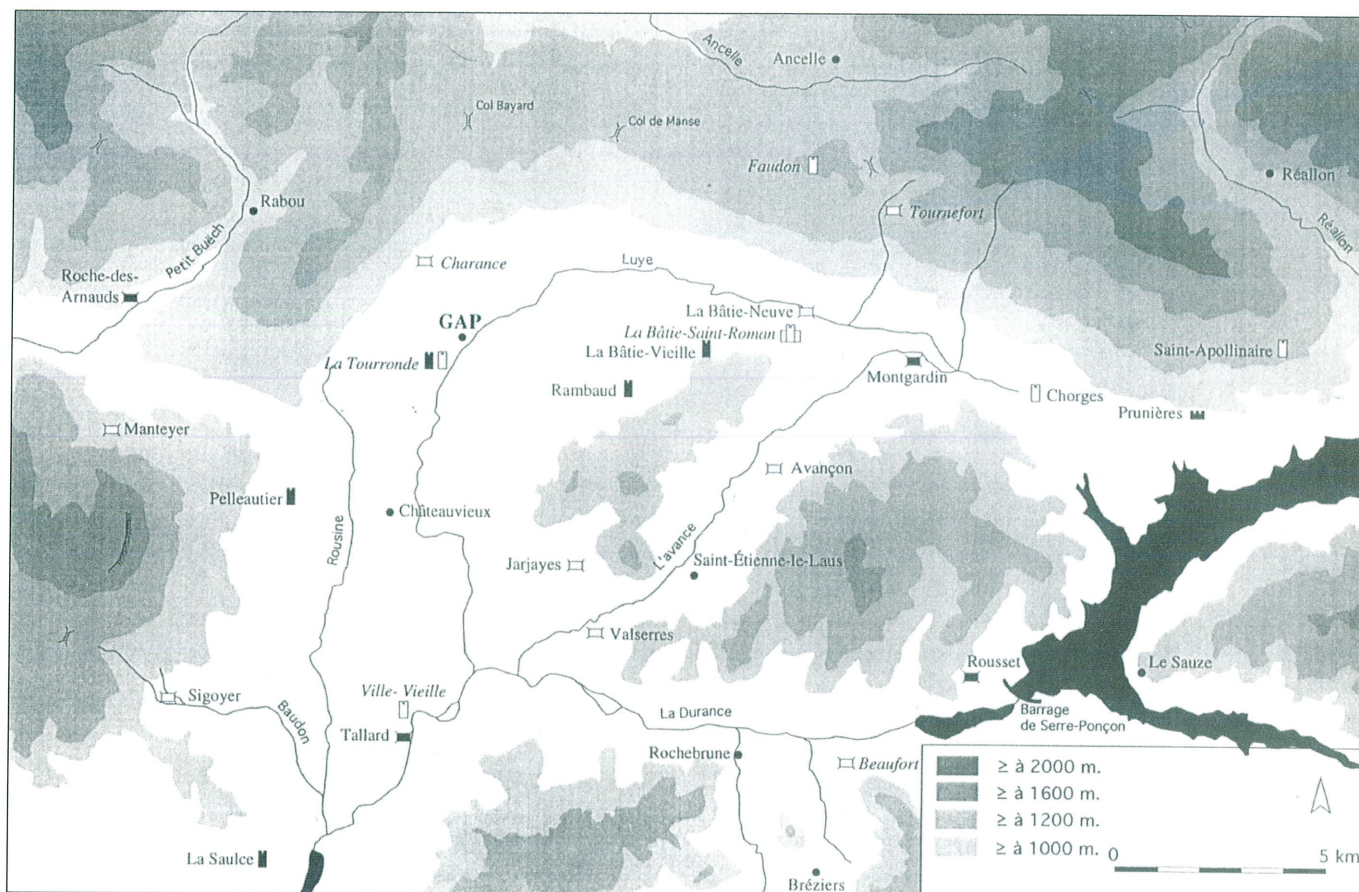 Ancelle
Ancelle
Col Bayard
Col de Manse
Faudon
Réallon
Rabou
Tournefort
Réallon
Petit Buëch
Charance
Luye
Roche-des-
Arnauds
La Bâtie-Neuve
GAP
La Bâtie-Saint-Roman
La Bâtie-Vieille
Saint-Apollinaire
La Tourronde
Montgardin
Rambaud
Chorges
Prunières
Manteyer
Avançon
Pelleautier
Châteauvieux
Rousine
L'avance
Saint-Étienne-le-Laus
Jarjayes
Valserres
Rousset
Le Sauze
Sigoyer
Ville- Vieille
Baudon
La Durance
Barrage
de Serre-Ponçon
Tallard
Rochebrune
Beaufort
≥ à 2000 m.
≥ à 1600 m.
≥ à 1200 m.
≥ à 1000 m.
0 5 km
La Saulce
Bréziers